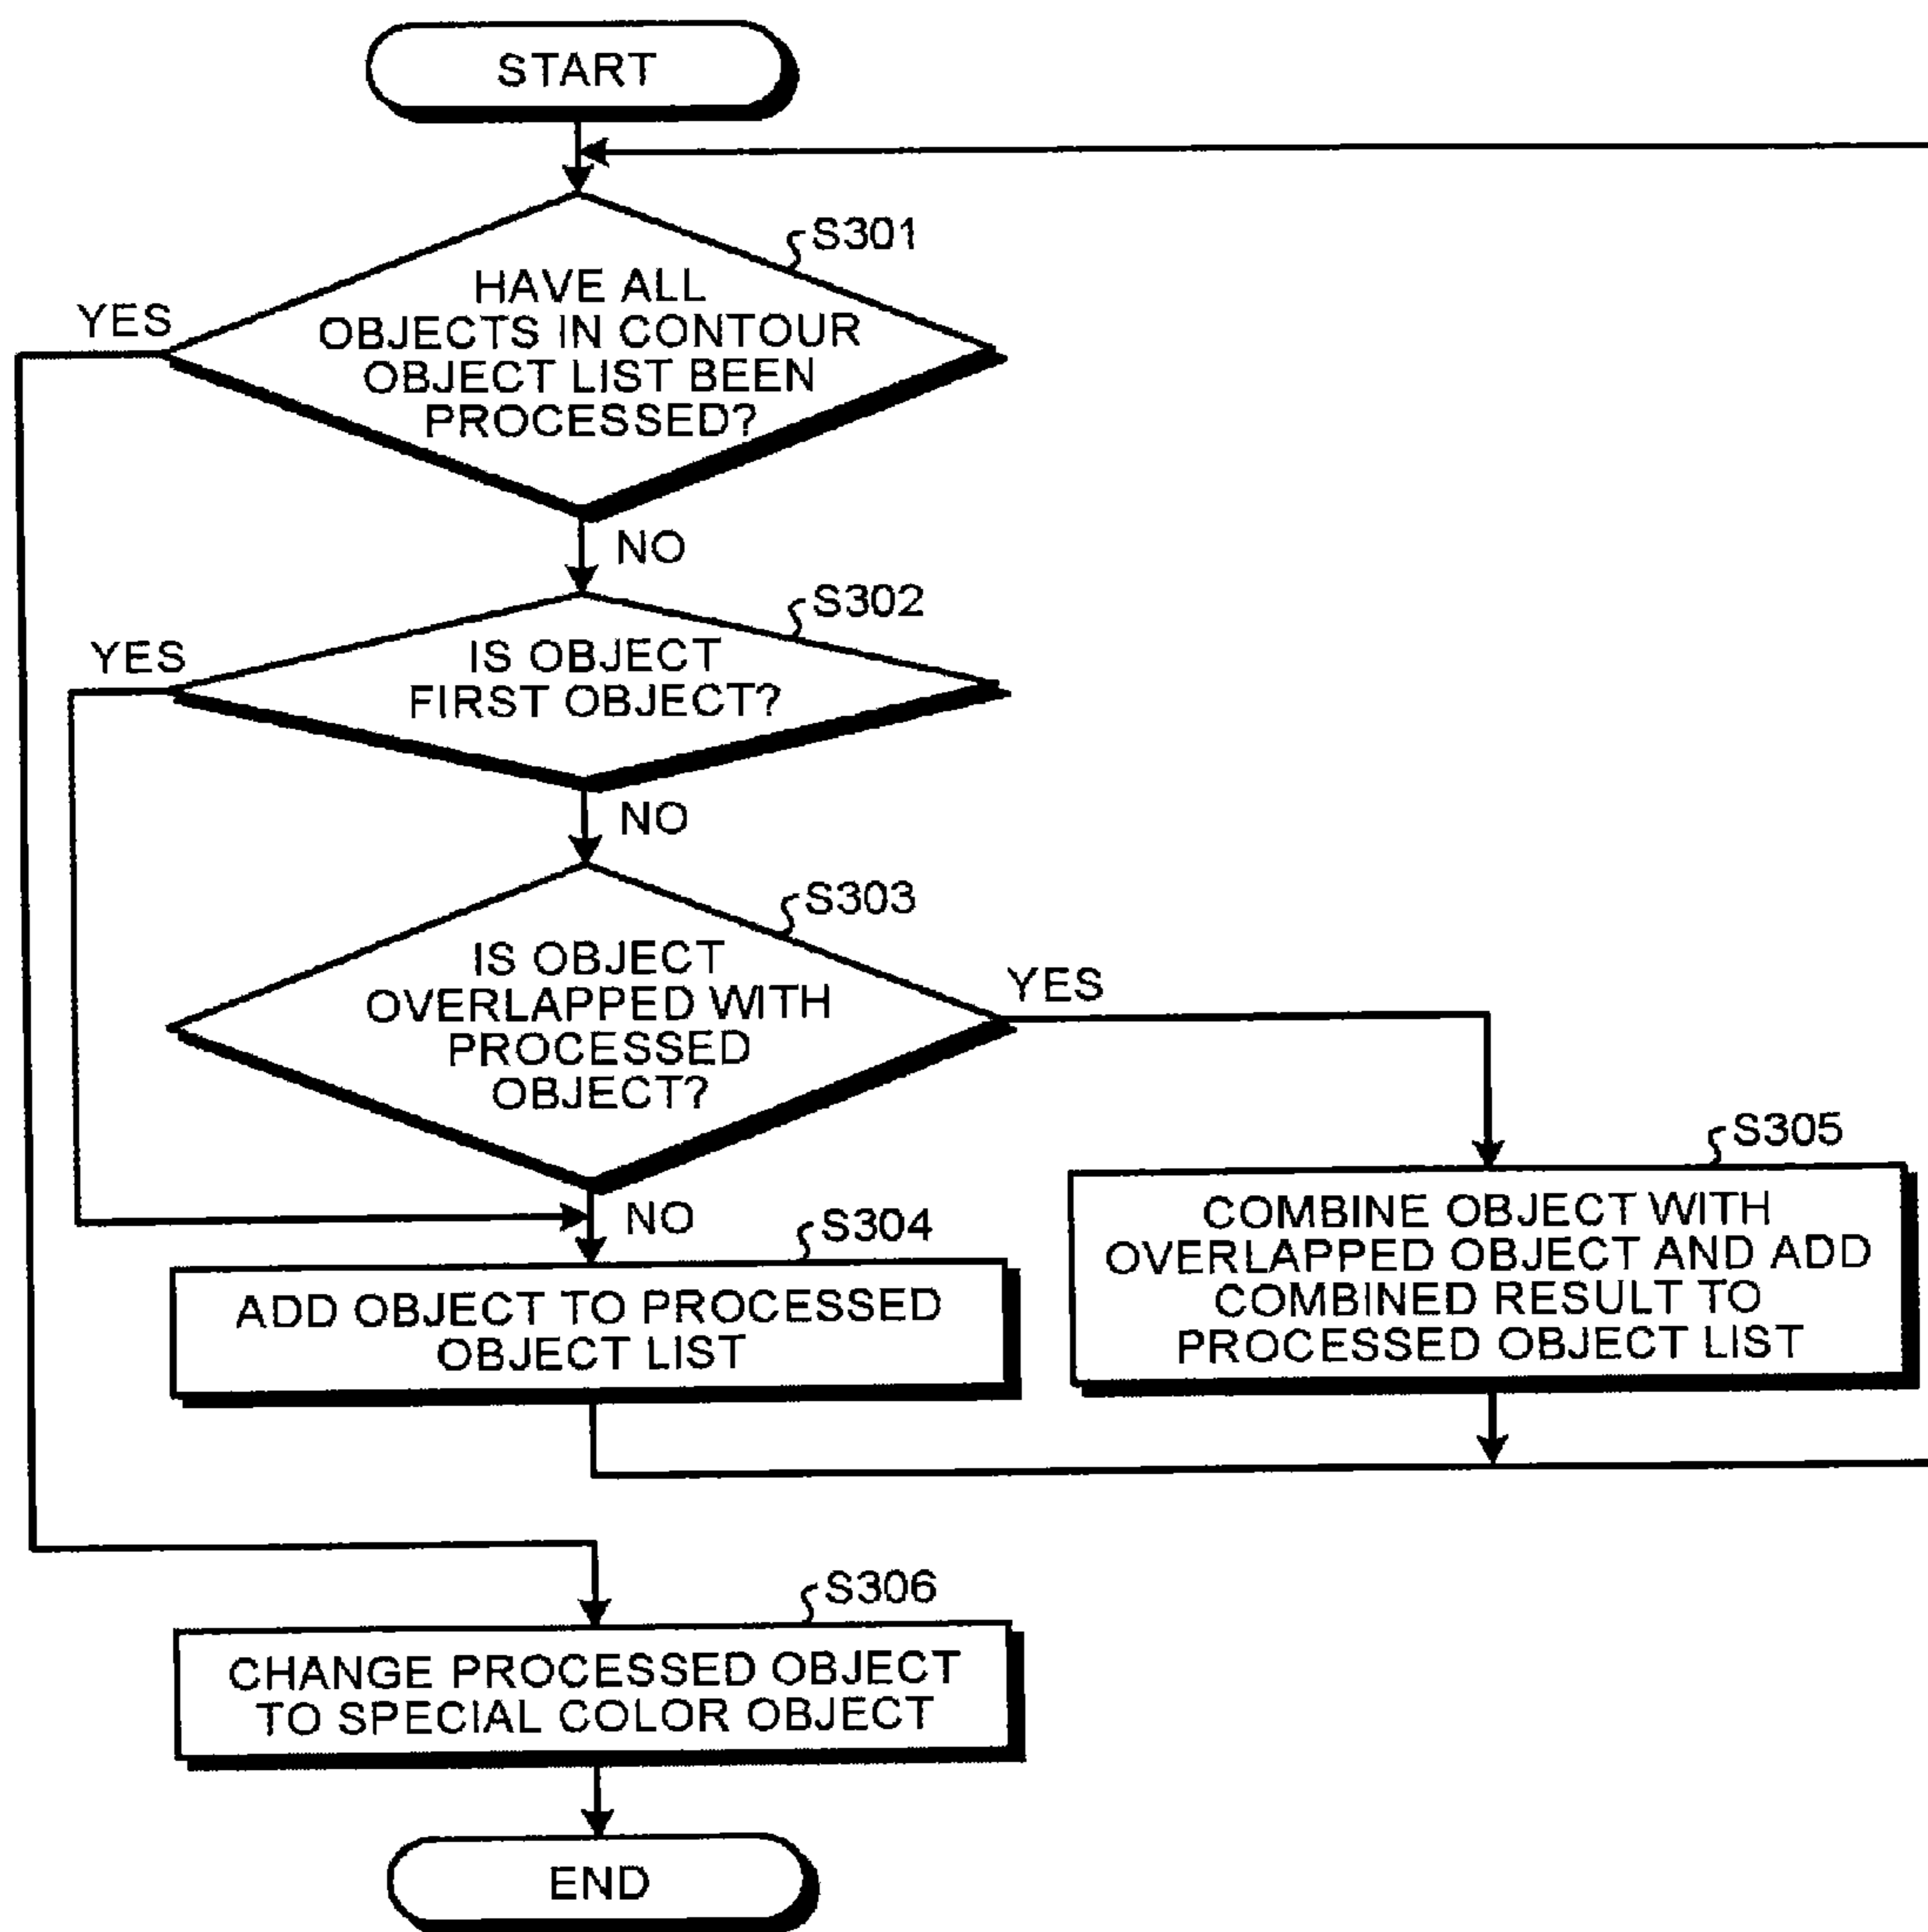 START
S301
HAVE ALL
OBJECTS IN CONTOUR
OBJECT LIST BEEN
PROCESSED?
YES
NO
S302
IS OBJECT
FIRST OBJECT?
YES
NO
S303
IS OBJECT
OVERLAPPED WITH
PROCESSED
OBJECT?
YES
NO
S304
ADD OBJECT TO PROCESSED
OBJECT LIST
S305
COMBINE OBJECT WITH
OVERLAPPED OBJECT AND ADD
COMBINED RESULT TO
PROCESSED OBJECT LIST
S306
CHANGE PROCESSED OBJECT
TO SPECIAL COLOR OBJECT
END